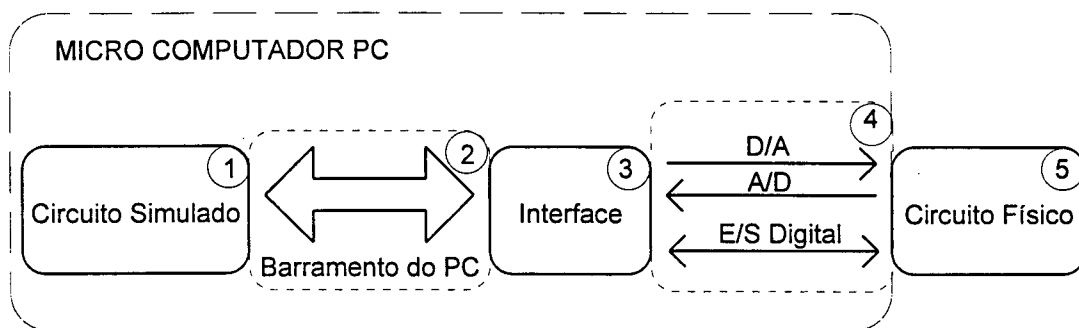 MICRO COMPUTADOR PC
1
Circuito Simulado
2
Barramento do PC
3
Interface
4
D/A
A/D
E/S Digital
5
Circuito Físico